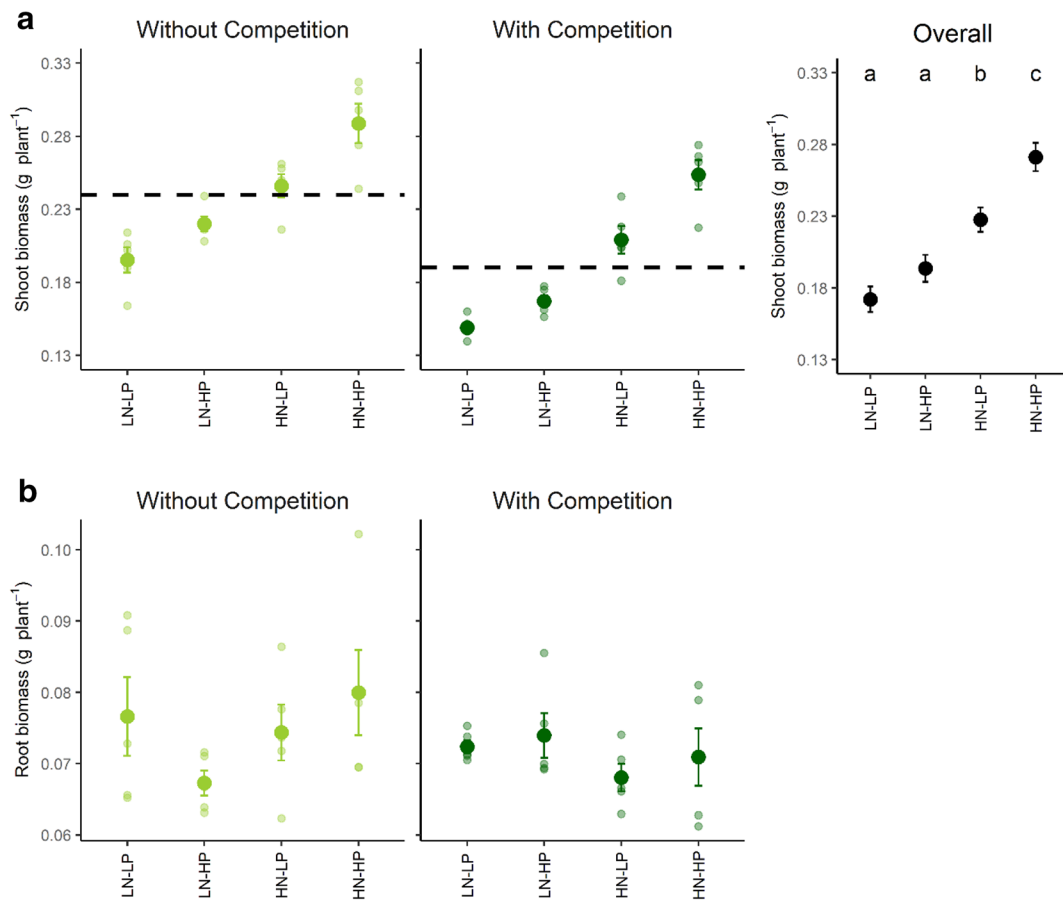 a
Without Competition
With Competition
Overall
Shoot biomass (g plant⁻¹)
0.33
0.28
0.23
0.18
0.13
LN-LP
LN-HP
HN-LP
HN-HP
LN-LP
LN-HP
HN-LP
HN-HP
Shoot biomass (g plant⁻¹)
0.33
0.28
0.23
0.18
0.13
a a b c
LN-LP
LN-HP
HN-LP
HN-HP
b
Without Competition
With Competition
Root biomass (g plant⁻¹)
0.10
0.09
0.08
0.07
0.06
LN-LP
LN-HP
HN-LP
HN-HP
LN-LP
LN-HP
HN-LP
HN-HP